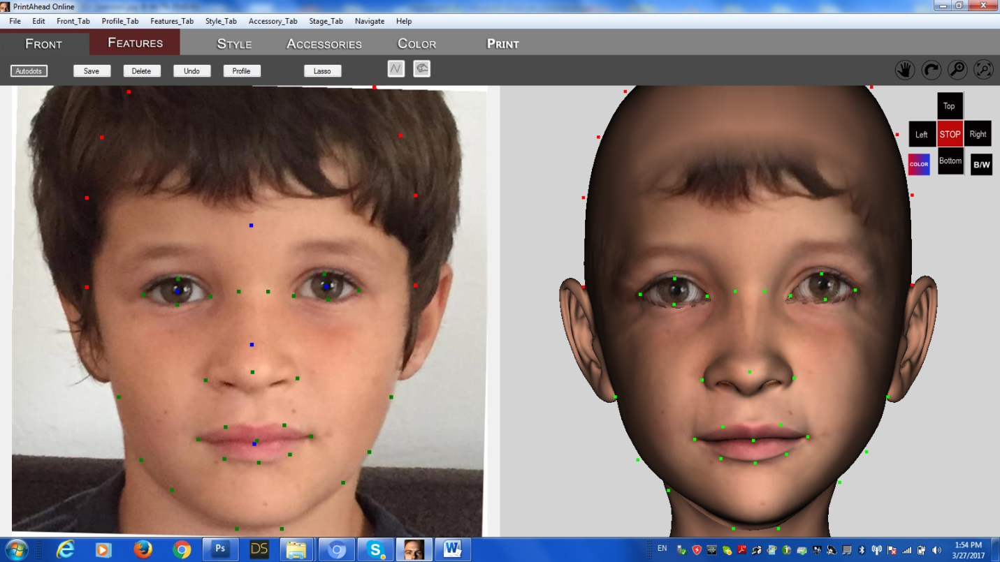 PrintAhead Online
File Edit Front_Tab Profile_Tab Features_Tab Style_Tab Accessory_Tab Stage_Tab Navigate Help
FRONT FEATURES STYLE ACCESSORIES COLOR PRINT
Autodots Save Delete Undo Profile Lasso
Top
Left STOP Right
COLOR Bottom B/W
Ps DS S W
EN 1:54 PM
3/27/2017